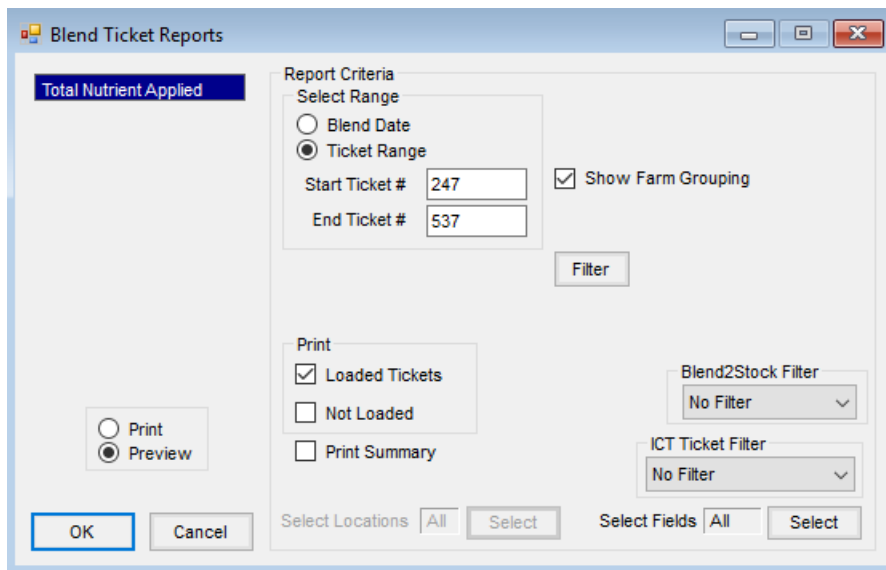 Blend Ticket Reports
Total Nutrient Applied
Report Criteria
Select Range
Blend Date
Ticket Range
Start Ticket # 247
End Ticket # 537
Show Farm Grouping
Filter
Print
Loaded Tickets
Not Loaded
Print Summary
Blend2Stock Filter
No Filter
ICT Ticket Filter
No Filter
Print
Preview
OK Cancel
Select Locations All Select
Select Fields All Select